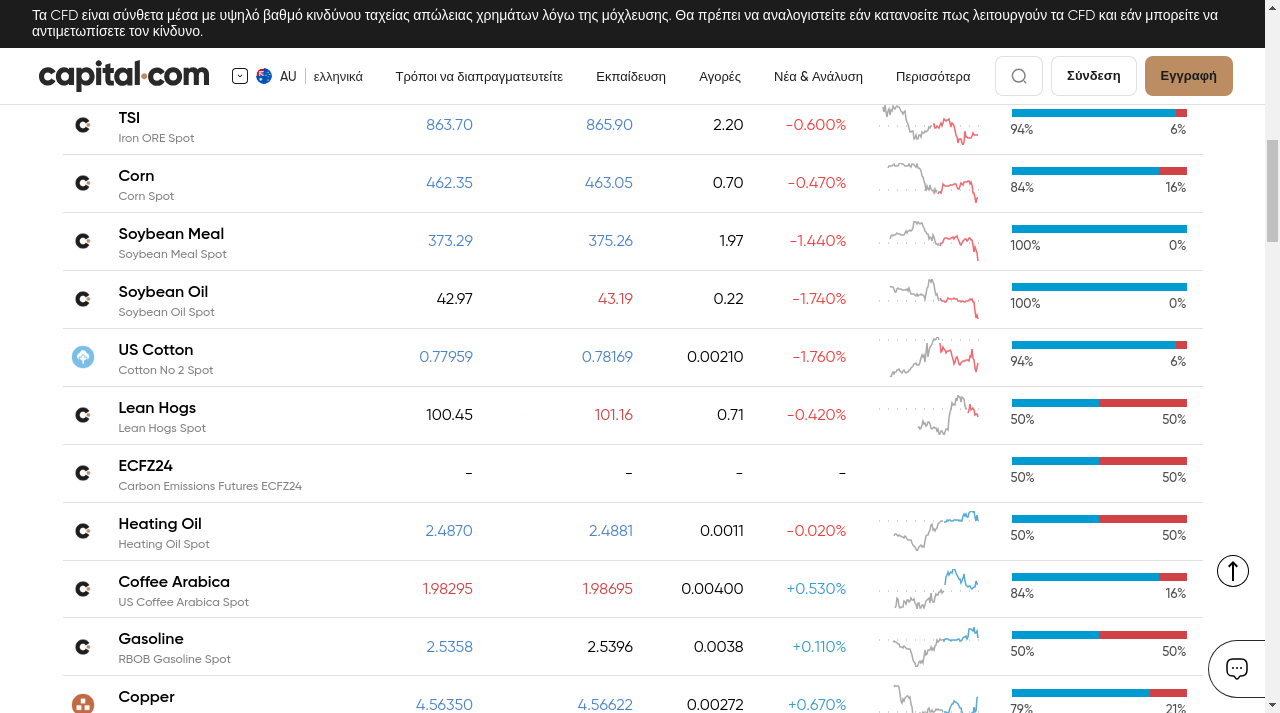 Τα CFD είναι σύνθετα μέσα με υψηλό βαθμό κινδύνου ταχείας απώλειας χρημάτων λόγω της μόχλευσης. Θα πρέπει να αναλογιστείτε εάν κατανοείτε πως λειτουργούν τα CFD και εάν μπορείτε να
αντιμετωπίσετε τον κίνδυνο.
capital.com AU ελληνικά Τρόποι να διαπραγματευτείτε Εκπαίδευση Αγορές Νέα & Ανάλυση Περισσότερα Σύνδεση Εγγραφή
TSI 863.70 865.90 2.20 -0.600%
Iron ORE Spot 94% 6%
Corn 462.35 463.05 0.70 -0.470%
Corn Spot 84% 16%
Soybean Meal 373.29 375.26 1.97 -1.440%
Soybean Meal Spot 100% 0%
Soybean Oil 42.97 43.19 0.22 -1.740%
Soybean Oil Spot 100% 0%
US Cotton 0.77959 0.78169 0.00210 -1.760%
Cotton No 2 Spot 94% 6%
Lean Hogs 100.45 101.16 0.71 -0.420%
Lean Hogs Spot 50% 50%
ECFZ24 - - - -
Carbon Emissions Futures ECFZ24 50% 50%
Heating Oil 2.4870 2.4881 0.0011 -0.020%
Heating Oil Spot 50% 50%
Coffee Arabica 1.98295 1.98695 0.00400 +0.530%
US Coffee Arabica Spot 84% 16%
Gasoline 2.5358 2.5396 0.0038 +0.110%
RBOB Gasoline Spot 50% 50%
Copper 4.56350 4.56622 0.00272 +0.670%
79% 21%